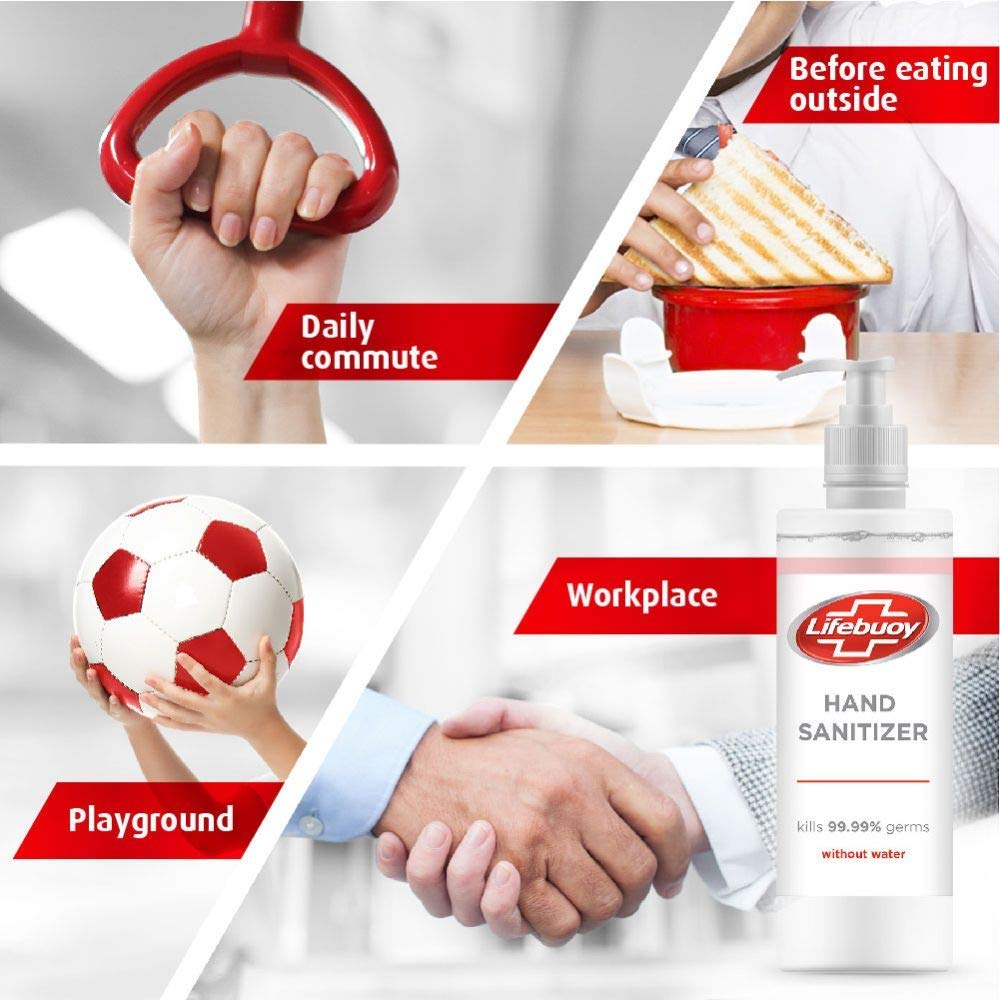 Before eating
outside
Daily
commute
Workplace
Lifebuoy
HAND
SANITIZER
kills 99.99% germs
without water
Playground